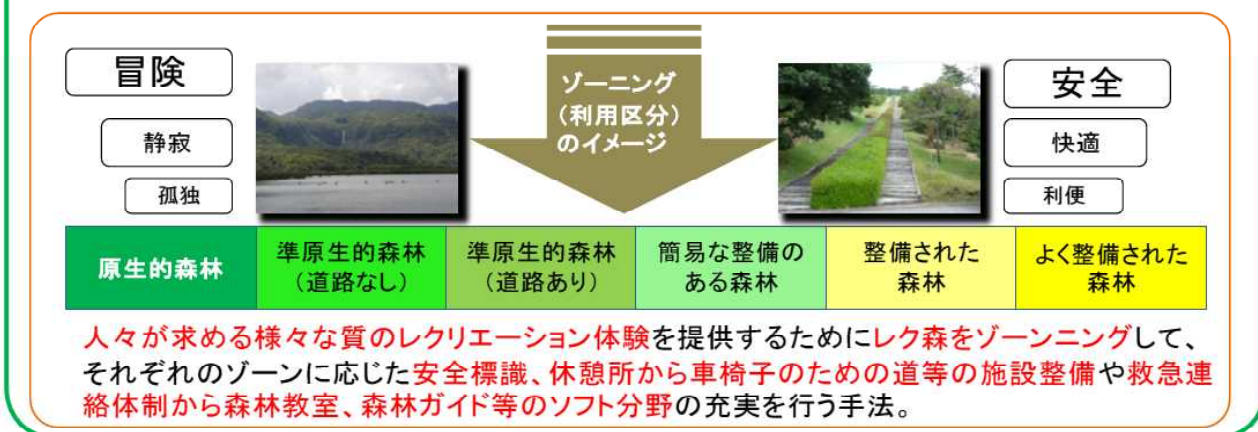 冒険
静寂
孤独
ゾーニング
（利用区分）
のイメージ
安全
快適
利便
原生的森林
準原生的森林
（道路なし）
準原生的森林
（道路あり）
簡易な整備の
ある森林
整備された
森林
よく整備された
森林
人々が求める様々な質のレクリエーション体験を提供するためにレク森をゾーンニングして、
それぞれのゾーンに応じた安全標識、休憩所から車椅子のための道等の施設整備や救急連
絡体制から森林教室、森林ガイド等のソフト分野の充実を行う手法。